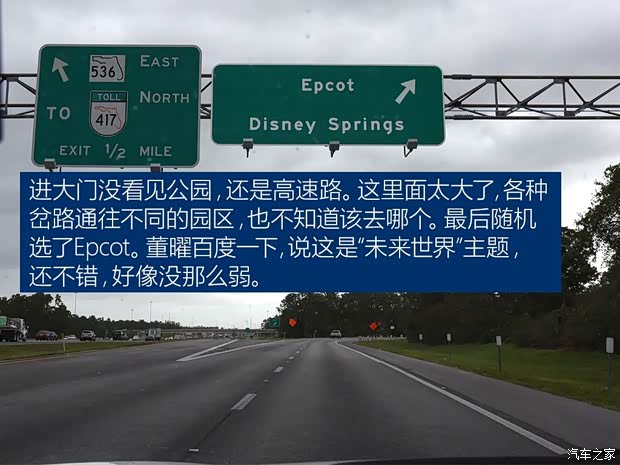 536 EAST
TOLL NORTH
TO 417
EXIT 1/2 MILE
Epcot
Disney Springs
进大门没看见公园，还是高速路。这里面太大了，各种
岔路通往不同的园区，也不知道该去哪个。最后随机
选了Epcot。董曜百度一下，说这是“未来世界”主题，
还不错，好像没那么弱。
汽车之家